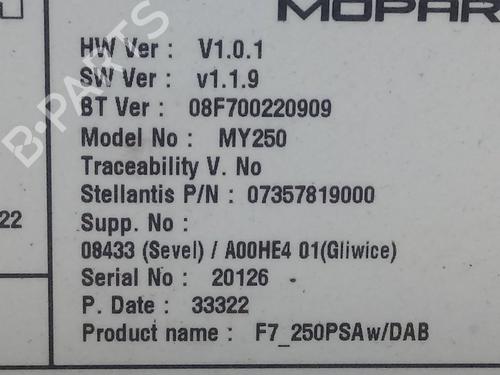 MOPAR
HW Ver : V1.0.1
SW Ver : v1.1.9
BT Ver : 08F700220909
Model No : MY250
Traceability V. No
Stellantis P/N : 07357819000
Supp. No :
22
08433 (Sevel) / A00HE4 01(Gliwice)
Serial No : 20126
P. Date : 33322
Product name : F7_250PSAw/DAB
B-PARTS